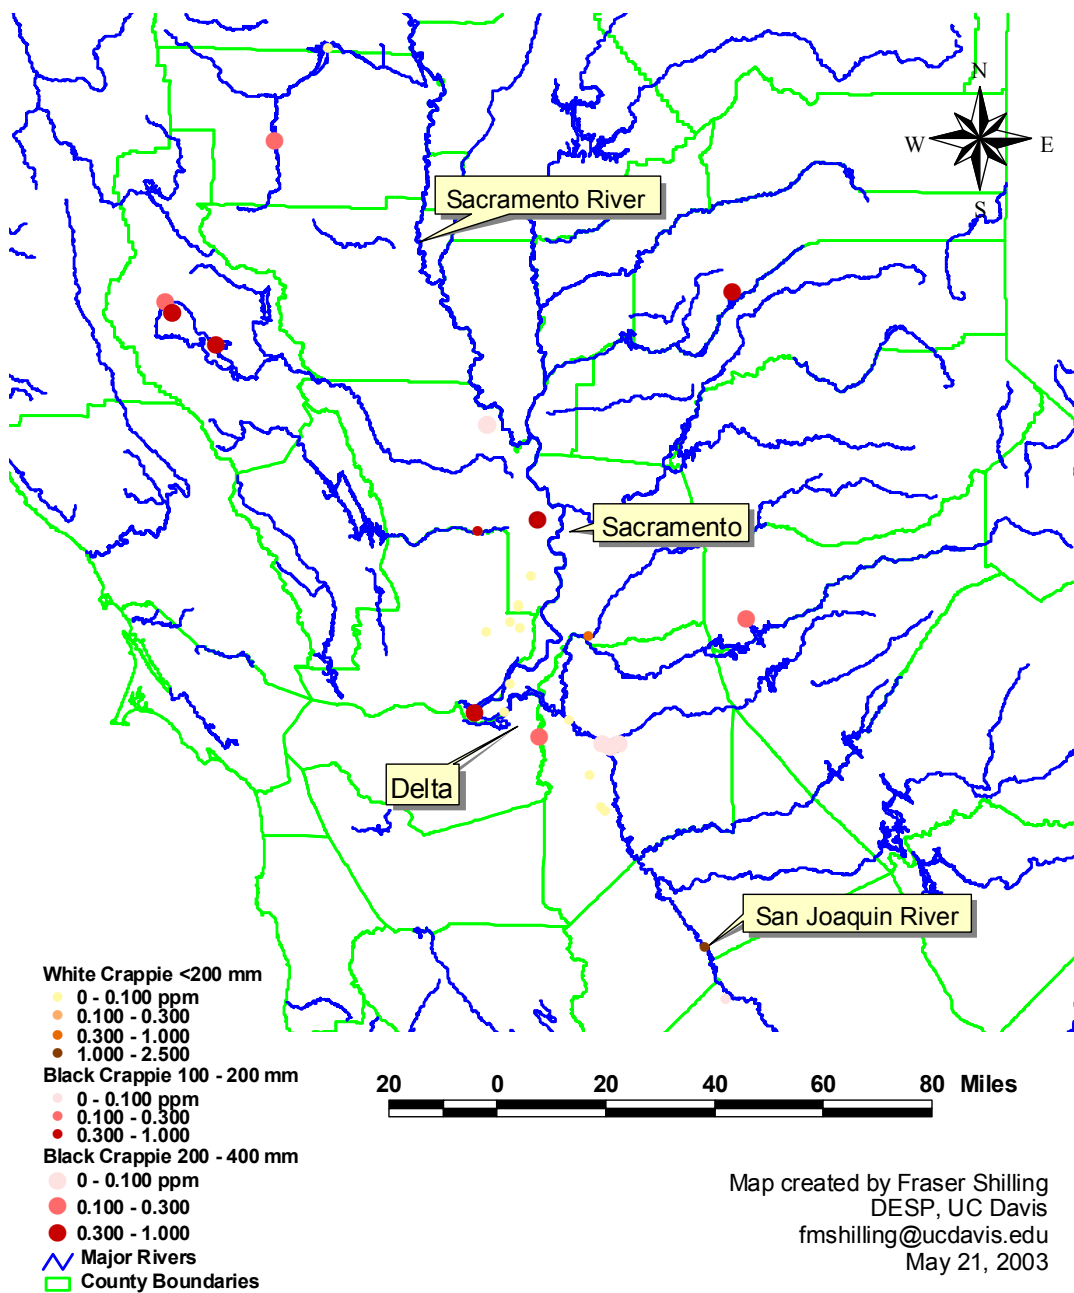 N
W
E
S
Sacramento River
Sacramento
Delta
San Joaquin River
White Crappie <200 mm
0 - 0.100 ppm
0.100 - 0.300
0.300 - 1.000
1.000 - 2.500
Black Crappie 100 - 200 mm
0 - 0.100 ppm
0.100 - 0.300
0.300 - 1.000
Black Crappie 200 - 400 mm
0 - 0.100 ppm
0.100 - 0.300
0.300 - 1.000
Major Rivers
County Boundaries
20 0 20 40 60 80 Miles
Map created by Fraser Shilling
DESP, UC Davis
fmshilling@ucdavis.edu
May 21, 2003